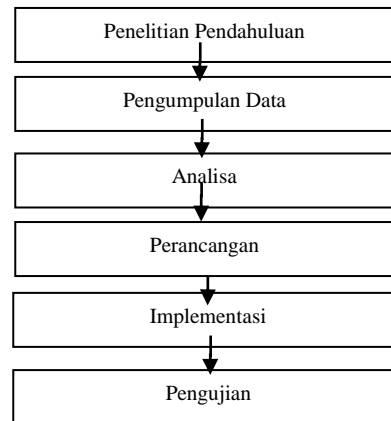 Penelitian Pendahuluan
Pengumpulan Data
Analisa
Perancangan
Implementasi
Pengujian